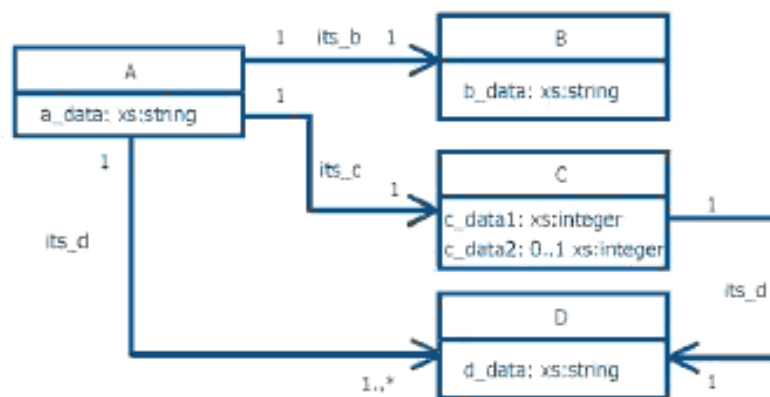 1 its_b 1
B
A
b_data: xs:string
a_data: xs:string
1
1
its_c
1
C
c_data1: xs:integer
c_data2: 0..1 xs:integer
1
its_d
its_d
D
d_data: xs:string
1..*
1